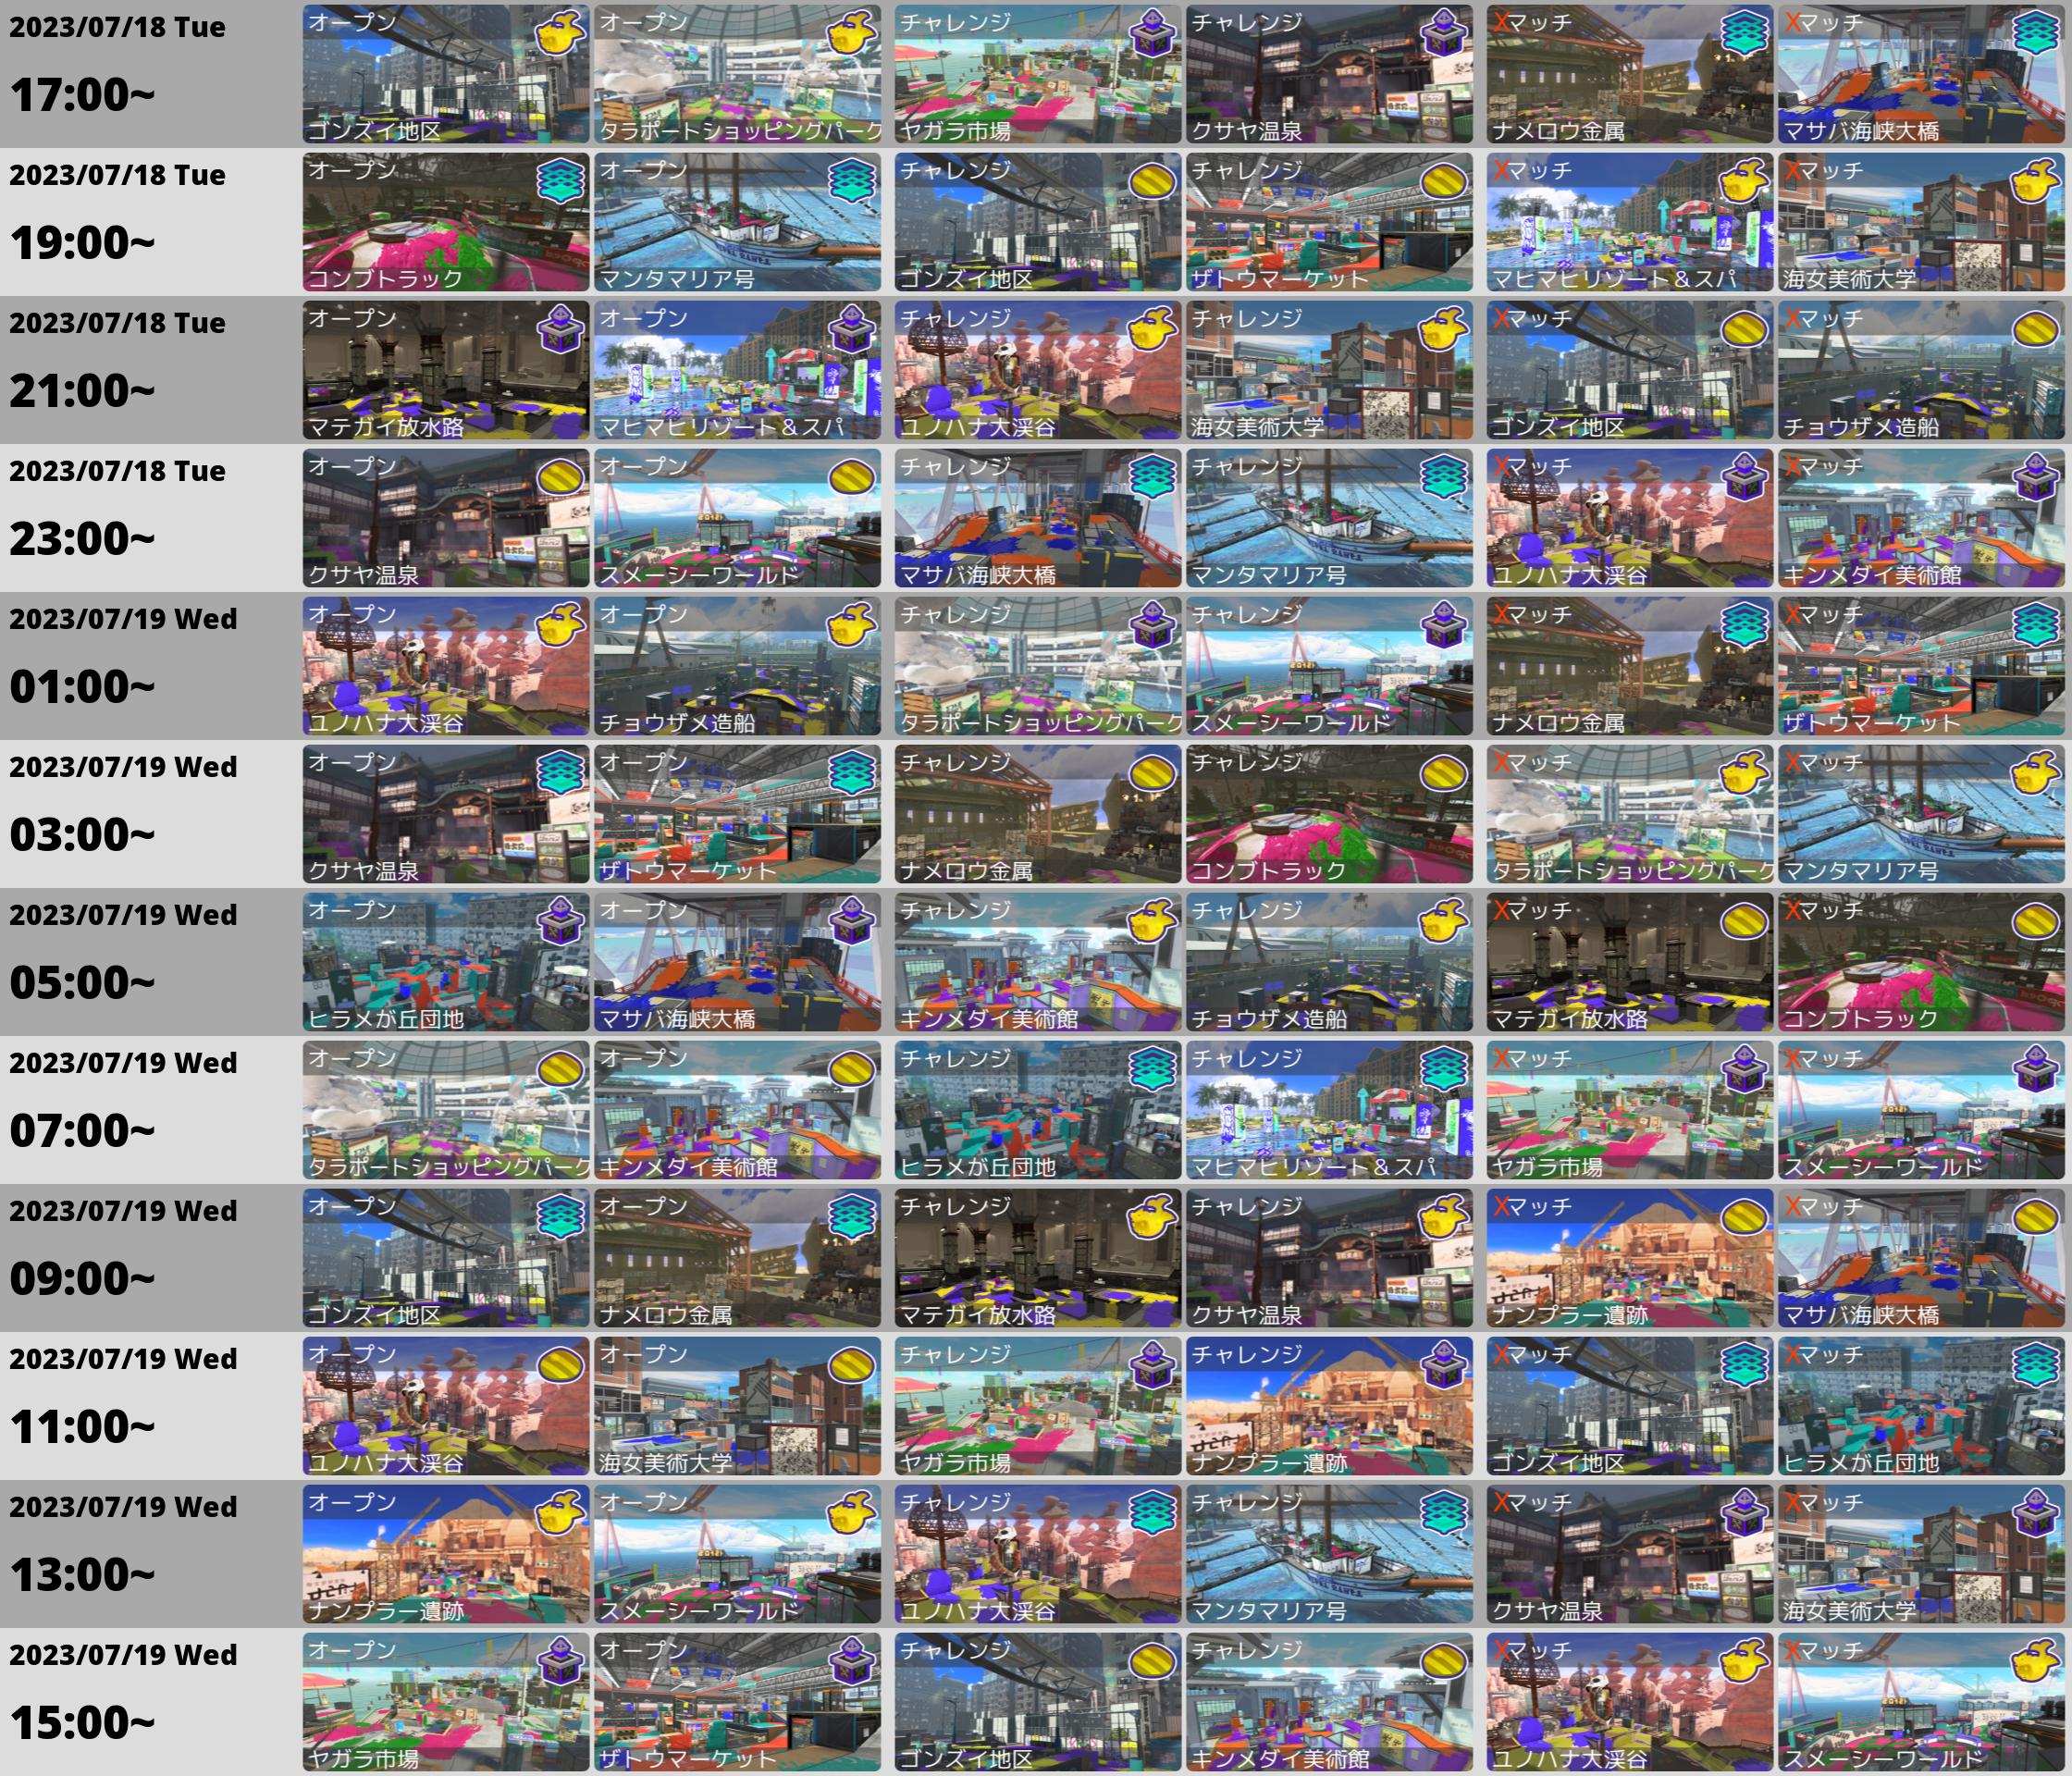 2023/07/18 Tue
17:00~
オープン オープン チャレンジ チャレンジ Xマッチ Xマッチ
ゴンズイ地区 タラポートショッピングパーク ヤガラ市場 クサヤ温泉 ナメロウ金属 マサバ海峡大橋
2023/07/18 Tue
19:00~
オープン オープン チャレンジ チャレンジ Xマッチ Xマッチ
コンブトラック マンタマリア号 ゴンズイ地区 ザトウマーケット マヒマヒリゾート＆スパ 海女美術大学
2023/07/18 Tue
21:00~
オープン オープン チャレンジ チャレンジ Xマッチ Xマッチ
マテガイ放水路 マヒマヒリゾート＆スパ ユノハナ大渓谷 海女美術大学 ゴンズイ地区 チョウザメ造船
2023/07/18 Tue
23:00~
オープン オープン チャレンジ チャレンジ Xマッチ Xマッチ
クサヤ温泉 スメーシーワールド マサバ海峡大橋 マンタマリア号 ユノハナ大渓谷 キンメダイ美術館
2023/07/19 Wed
01:00~
オープン オープン チャレンジ チャレンジ Xマッチ Xマッチ
ユノハナ大渓谷 チョウザメ造船 タラポートショッピングパーク スメーシーワールド ナメロウ金属 ザトウマーケット
2023/07/19 Wed
03:00~
オープン オープン チャレンジ チャレンジ Xマッチ Xマッチ
クサヤ温泉 ザトウマーケット ナメロウ金属 コンブトラック タラポートショッピングパーク マンタマリア号
2023/07/19 Wed
05:00~
オープン オープン チャレンジ チャレンジ Xマッチ Xマッチ
ヒラメが丘団地 マサバ海峡大橋 キンメダイ美術館 チョウザメ造船 マテガイ放水路 コンブトラック
2023/07/19 Wed
07:00~
オープン オープン チャレンジ チャレンジ Xマッチ Xマッチ
タラポートショッピングパーク キンメダイ美術館 ヒラメが丘団地 マヒマヒリゾート＆スパ ヤガラ市場 スメーシーワールド
2023/07/19 Wed
09:00~
オープン オープン チャレンジ チャレンジ Xマッチ Xマッチ
ゴンズイ地区 ナメロウ金属 マテガイ放水路 クサヤ温泉 ナンプラー遺跡 マサバ海峡大橋
2023/07/19 Wed
11:00~
オープン オープン チャレンジ チャレンジ Xマッチ Xマッチ
ユノハナ大渓谷 海女美術大学 ヤガラ市場 ナンプラー遺跡 ゴンズイ地区 ヒラメが丘団地
2023/07/19 Wed
13:00~
オープン オープン チャレンジ チャレンジ Xマッチ Xマッチ
ナンプラー遺跡 スメーシーワールド ユノハナ大渓谷 マンタマリア号 クサヤ温泉 海女美術大学
2023/07/19 Wed
15:00~
オープン オープン チャレンジ チャレンジ Xマッチ Xマッチ
ヤガラ市場 ザトウマーケット ゴンズイ地区 キンメダイ美術館 ユノハナ大渓谷 スメーシーワールド